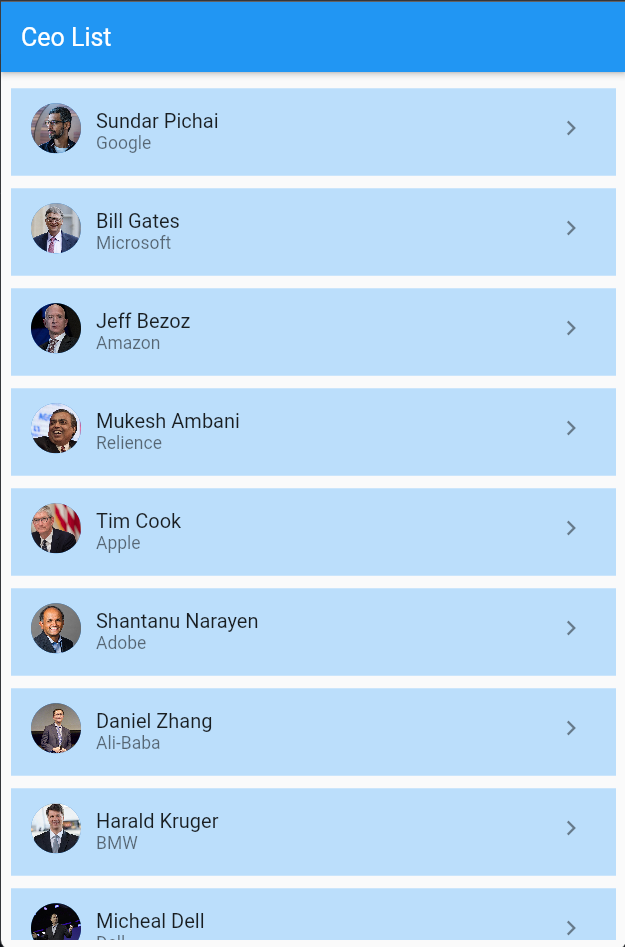 Ceo List
Sundar Pichai
Google
Bill Gates
Microsoft
Jeff Bezoz
Amazon
Mukesh Ambani
Relience
Tim Cook
Apple
Shantanu Narayen
Adobe
Daniel Zhang
Ali-Baba
Harald Kruger
BMW
Micheal Dell